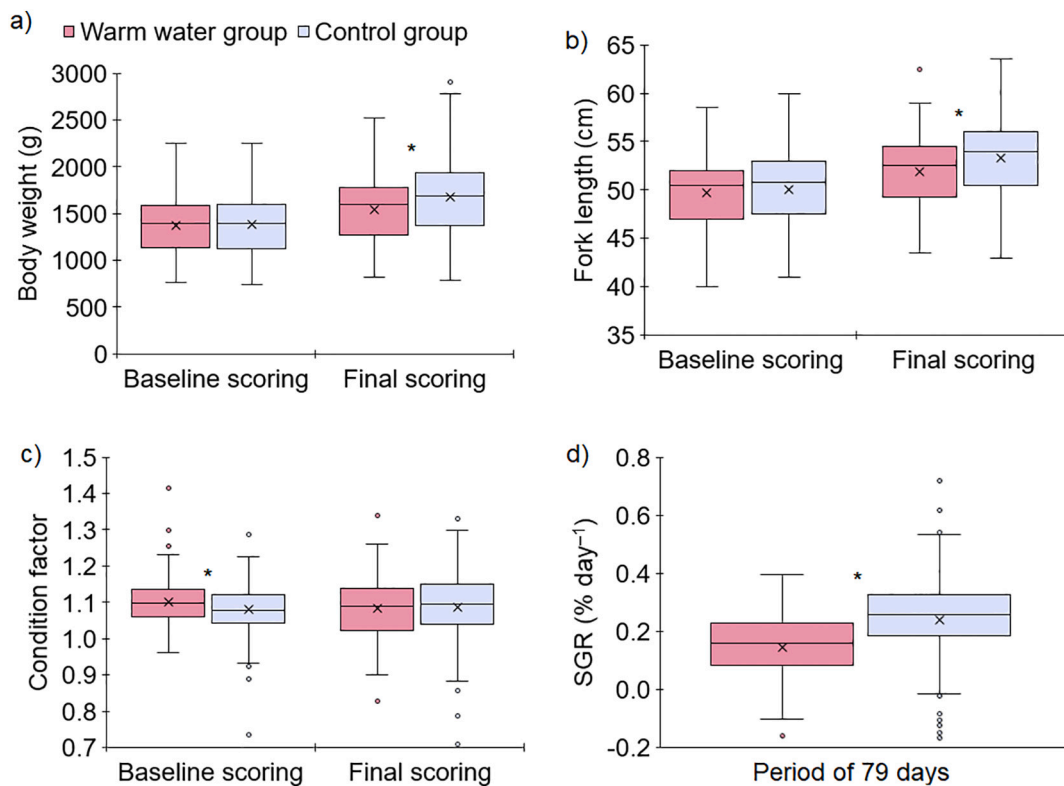 a)
Warm water group Control group
Body weight (g)
3000
2500
2000
1500
1000
500
0
*
Baseline scoring Final scoring
b)
Fork length (cm)
65
60
55
50
45
40
35
*
Baseline scoring Final scoring
c)
Condition factor
1.5
1.4
1.3
1.2
1.1
1.0
0.9
0.8
0.7
*
Baseline scoring Final scoring
d)
SGR (% day⁻¹)
0.8
0.6
0.4
0.2
0.0
-0.2
*
Period of 79 days